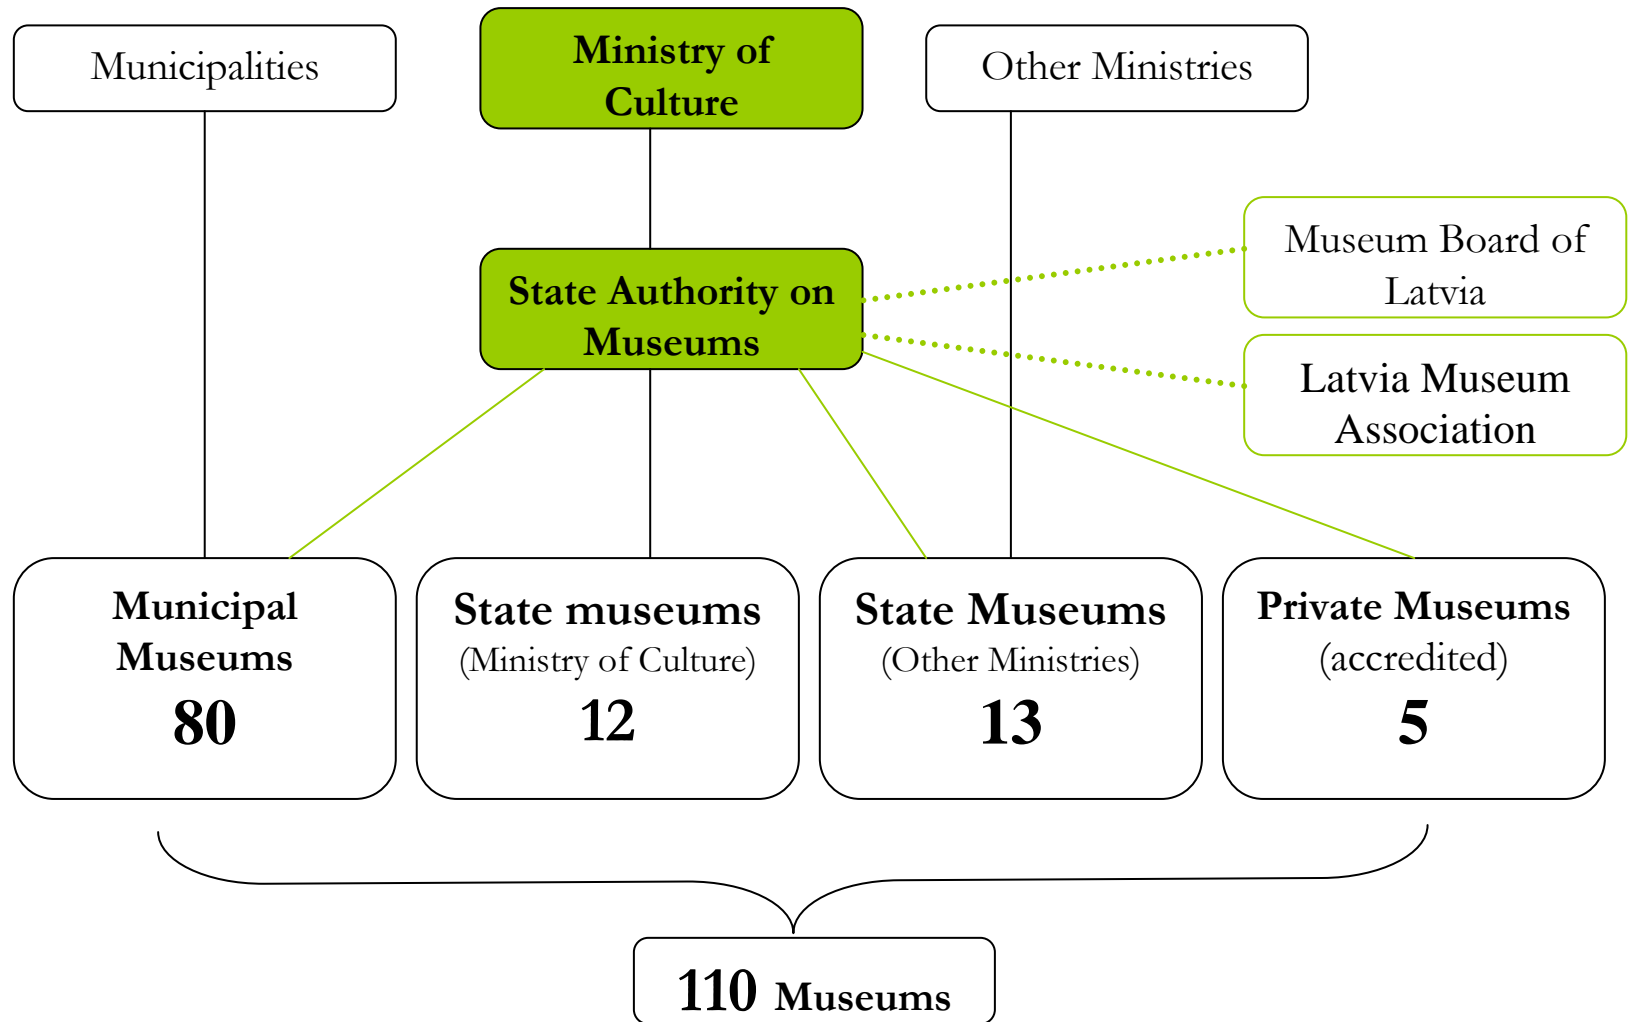 Municipalities
Ministry of
Culture
Other Ministries
State Authority on
Museums
Museum Board of
Latvia
Latvia Museum
Association
Municipal
Museums
80
State museums
(Ministry of Culture)
12
State Museums
(Other Ministries)
13
Private Museums
(accredited)
5
110 Museums